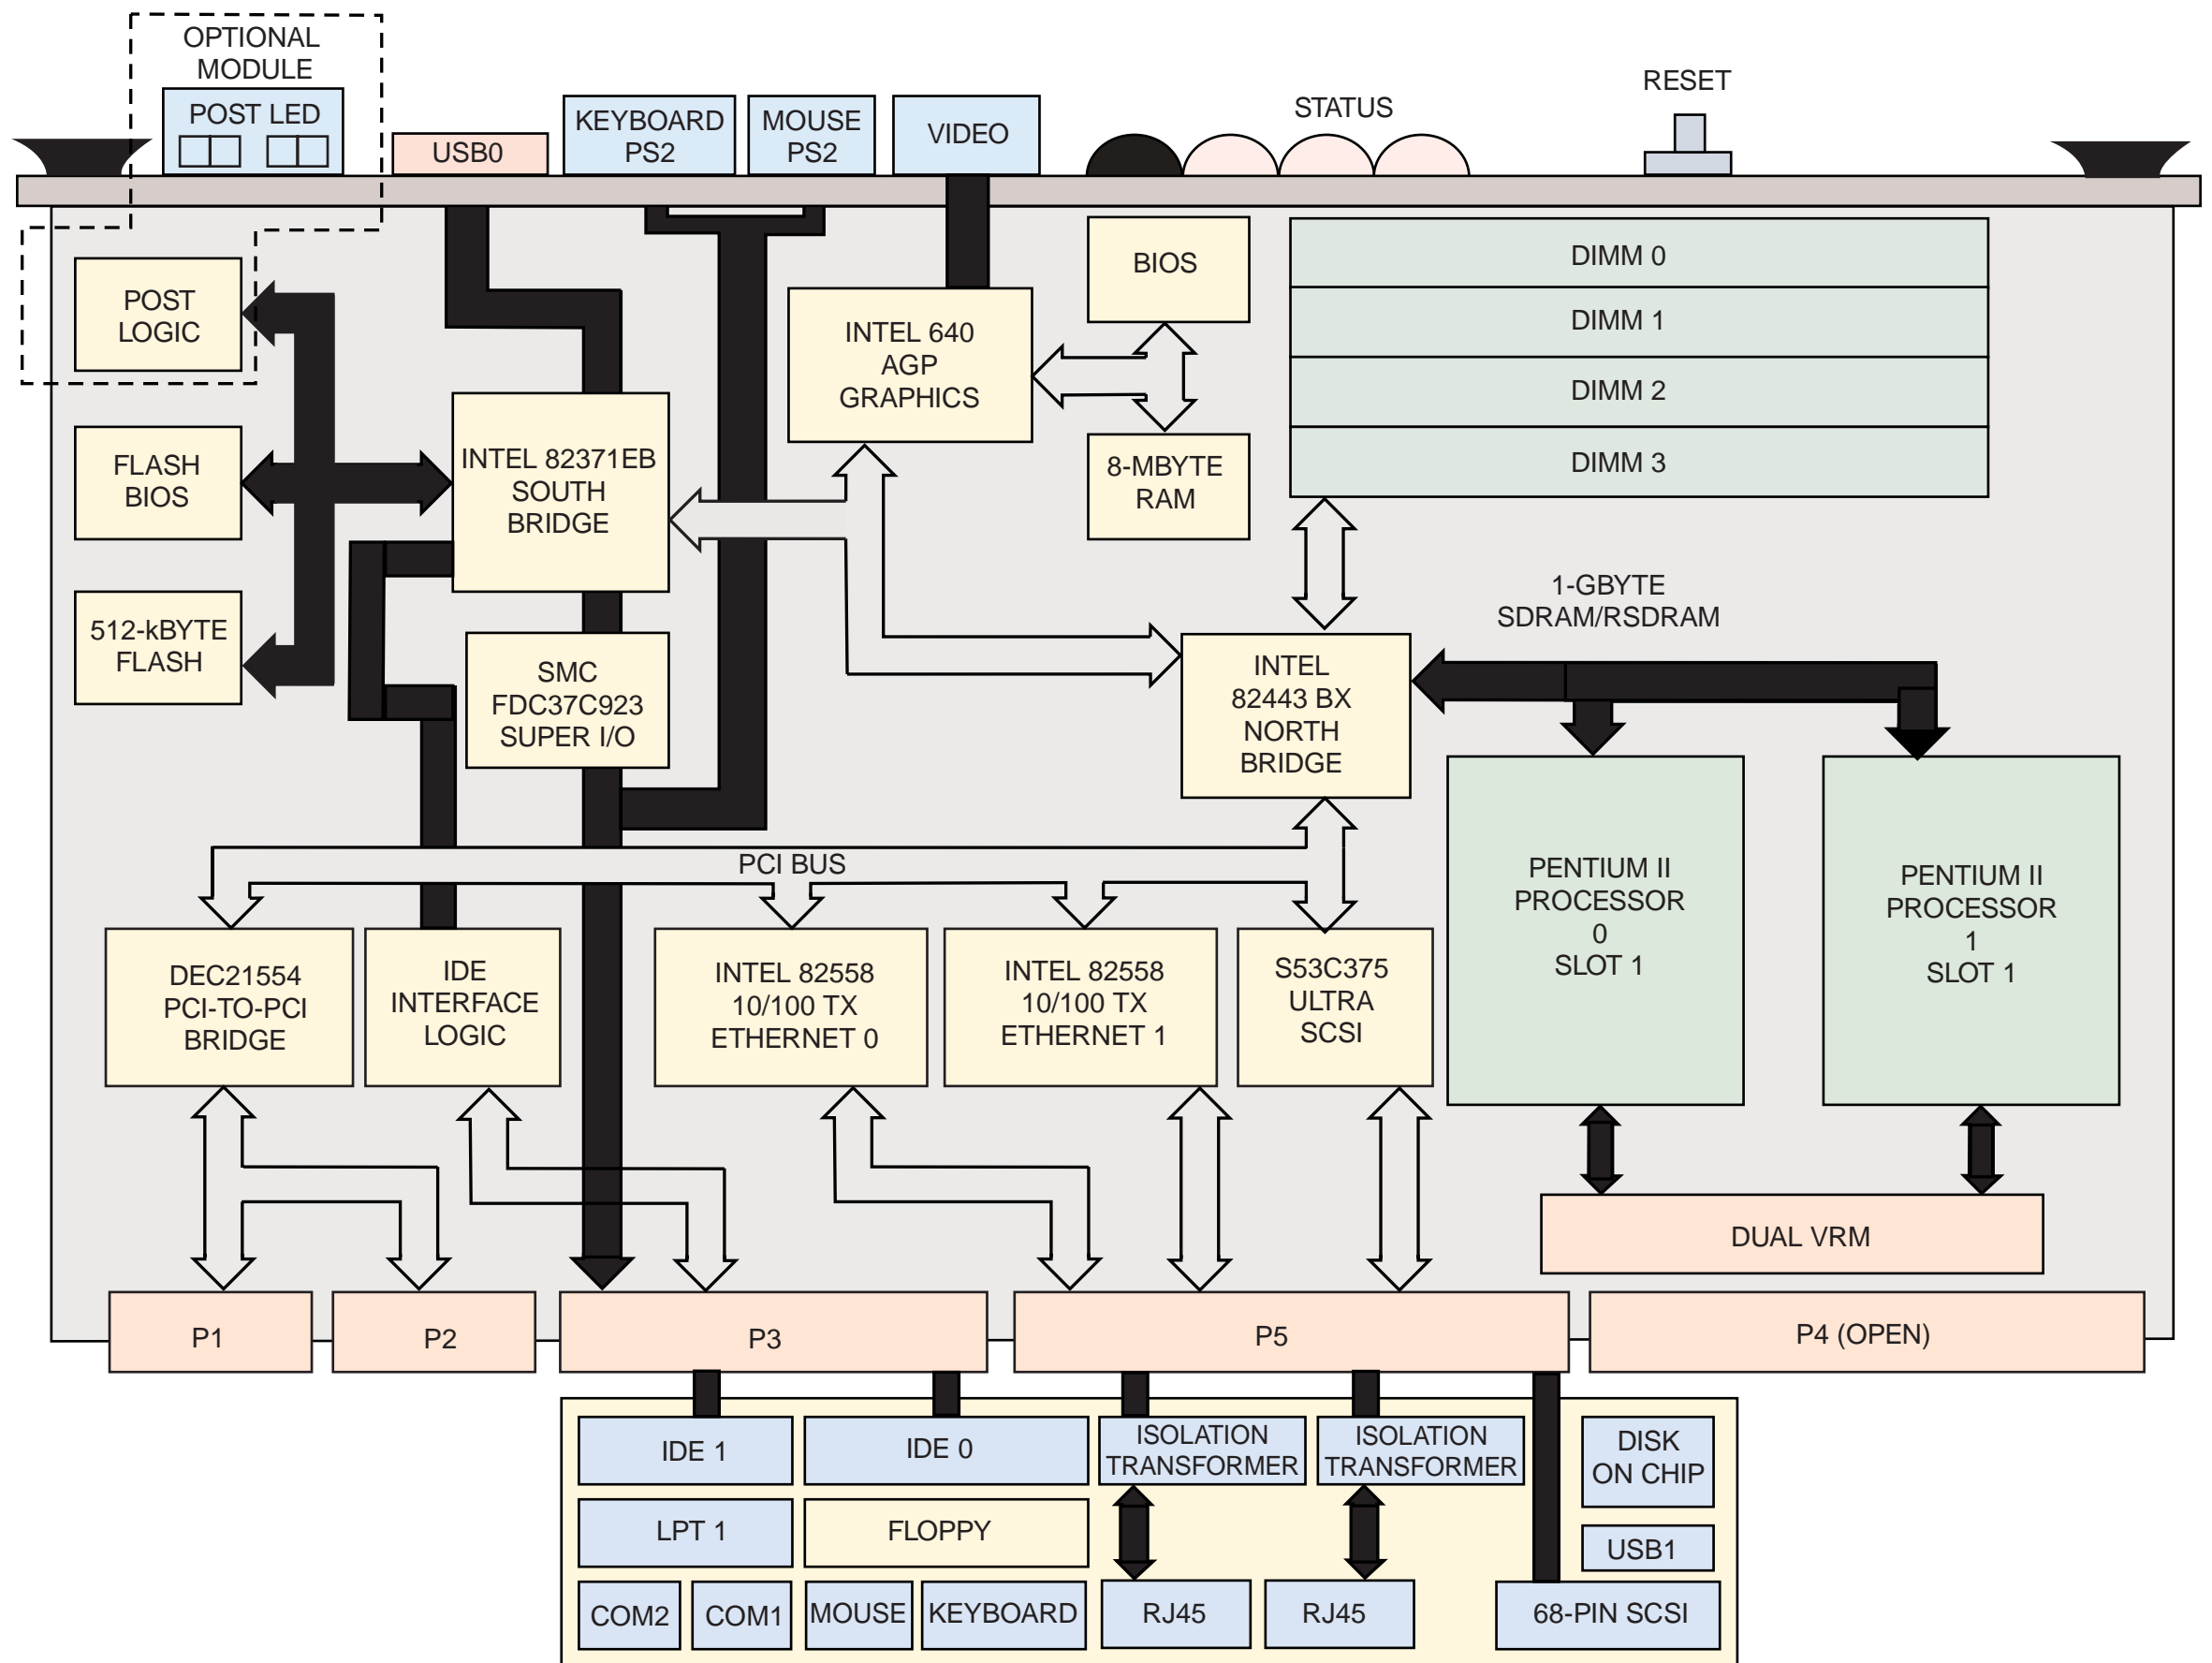 OPTIONAL
MODULE
POST LED
USB0
KEYBOARD
PS2
MOUSE
PS2
VIDEO
STATUS
RESET
POST
LOGIC
FLASH
BIOS
512-kBYTE
FLASH
INTEL 82371EB
SOUTH
BRIDGE
SMC
FDC37C923
SUPER I/O
INTEL 640
AGP
GRAPHICS
BIOS
8-MBYTE
RAM
DIMM 0
DIMM 1
DIMM 2
DIMM 3
1-GBYTE
SDRAM/RSDRAM
INTEL
82443 BX
NORTH
BRIDGE
PENTIUM II
PROCESSOR
0
SLOT 1
PENTIUM II
PROCESSOR
1
SLOT 1
PCI BUS
DEC21554
PCI-TO-PCI
BRIDGE
IDE
INTERFACE
LOGIC
INTEL 82558
10/100 TX
ETHERNET 0
INTEL 82558
10/100 TX
ETHERNET 1
S53C375
ULTRA
SCSI
DUAL VRM
P1
P2
P3
P5
P4 (OPEN)
IDE 1
IDE 0
ISOLATION
TRANSFORMER
ISOLATION
TRANSFORMER
DISK
ON CHIP
LPT 1
FLOPPY
USB1
COM2
COM1
MOUSE
KEYBOARD
RJ45
RJ45
68-PIN SCSI